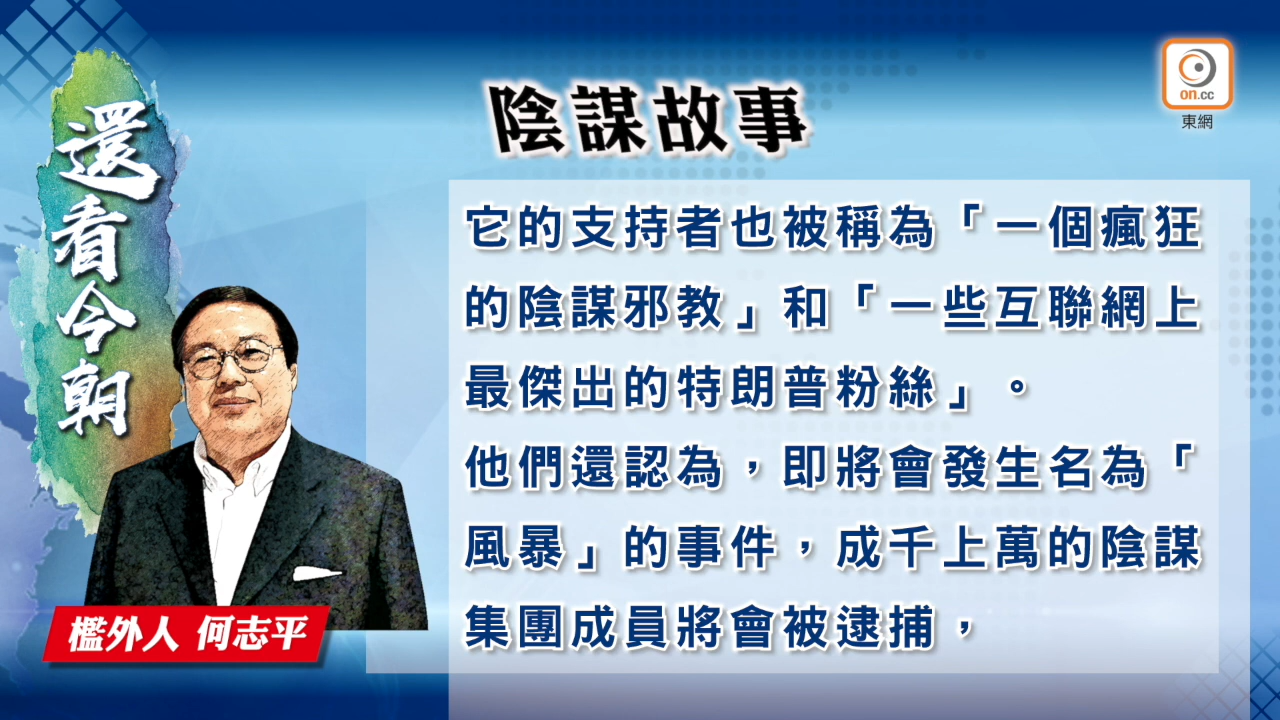 還看今朝
陰謀故事
on.cc
東網
它的支持者也被稱為「一個瘋狂
的陰謀邪教」和「一些互聯網上
最傑出的特朗普粉絲」。
他們還認為，即將會發生名為「
風暴」的事件，成千上萬的陰謀
集團成員將會被逮捕，
檻外人 何志平